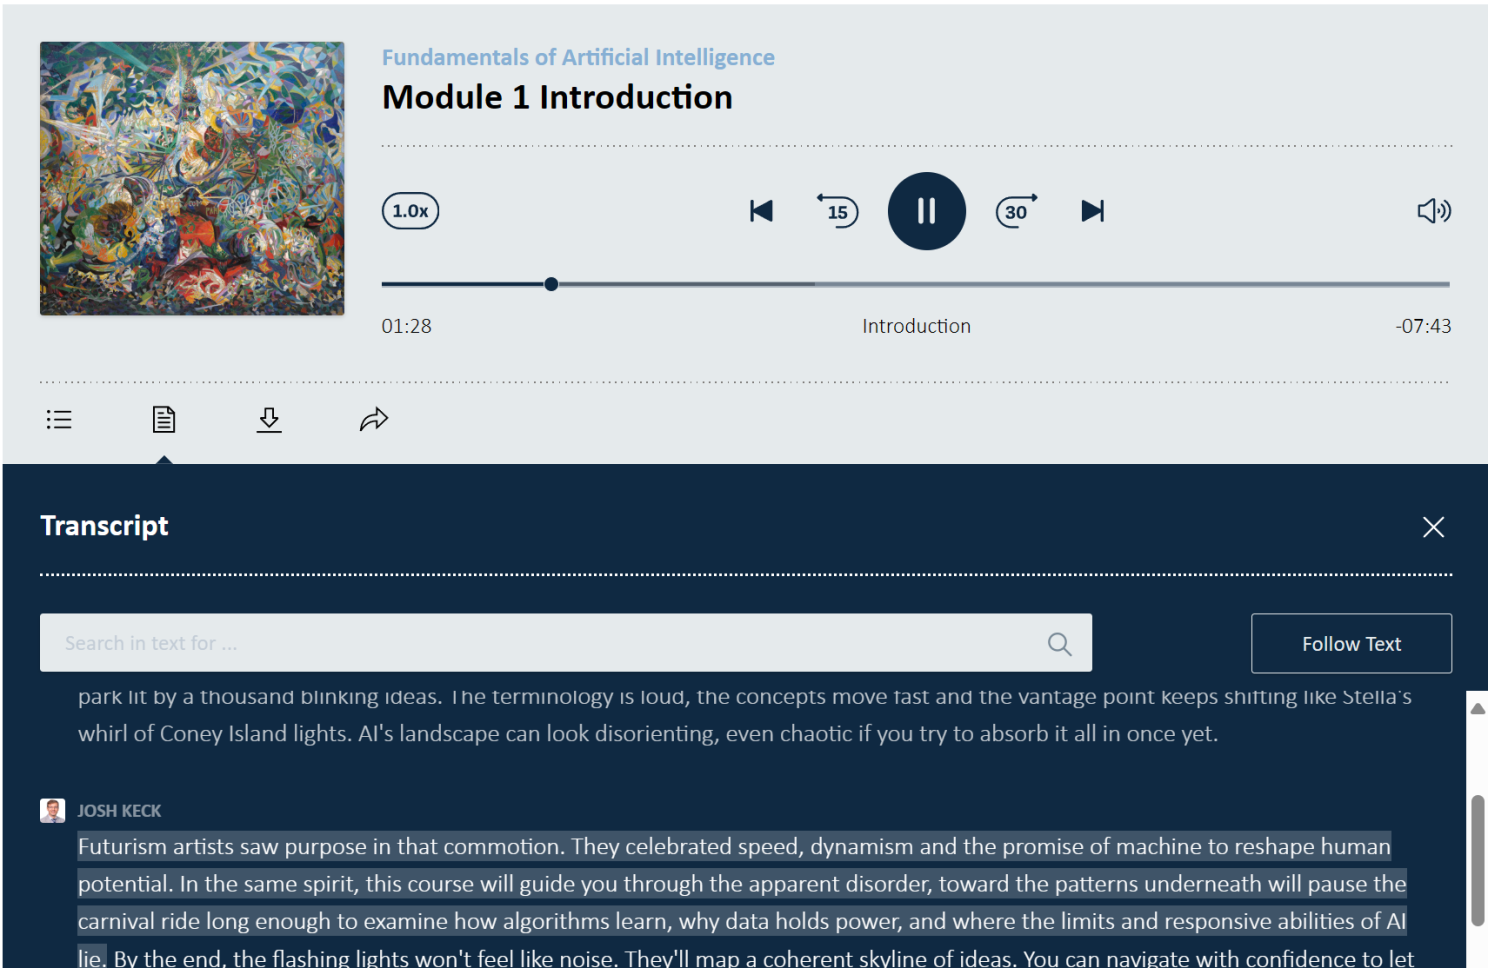 Fundamentals of Artificial Intelligence
Module 1 Introduction
1.0x
15
30
01:28
Introduction
-07:43
Transcript
Search in text for ...
Follow Text
park lit by a thousand blinking ideas. The terminology is loud, the concepts move fast and the vantage point keeps shifting like Stella's
whirl of Coney Island lights. AI's landscape can look disorienting, even chaotic if you try to absorb it all in once yet.
JOSH KECK
Futurism artists saw purpose in that commotion. They celebrated speed, dynamism and the promise of machine to reshape human
potential. In the same spirit, this course will guide you through the apparent disorder, toward the patterns underneath will pause the
carnival ride long enough to examine how algorithms learn, why data holds power, and where the limits and responsive abilities of AI
lie. By the end, the flashing lights won't feel like noise. They'll map a coherent skyline of ideas. You can navigate with confidence to let